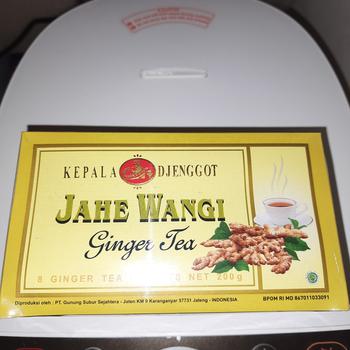 KEPALA DJENGGOT
JAHE WANGI
Ginger Tea
8 GINGER TEA NET 200g
Diproduksi oleh : PT. Gunung Subur Sejahtera - Jalan KM 9 Karanganyar 57731 Jateng - INDONESIA
BPOM RI MD 867011033091